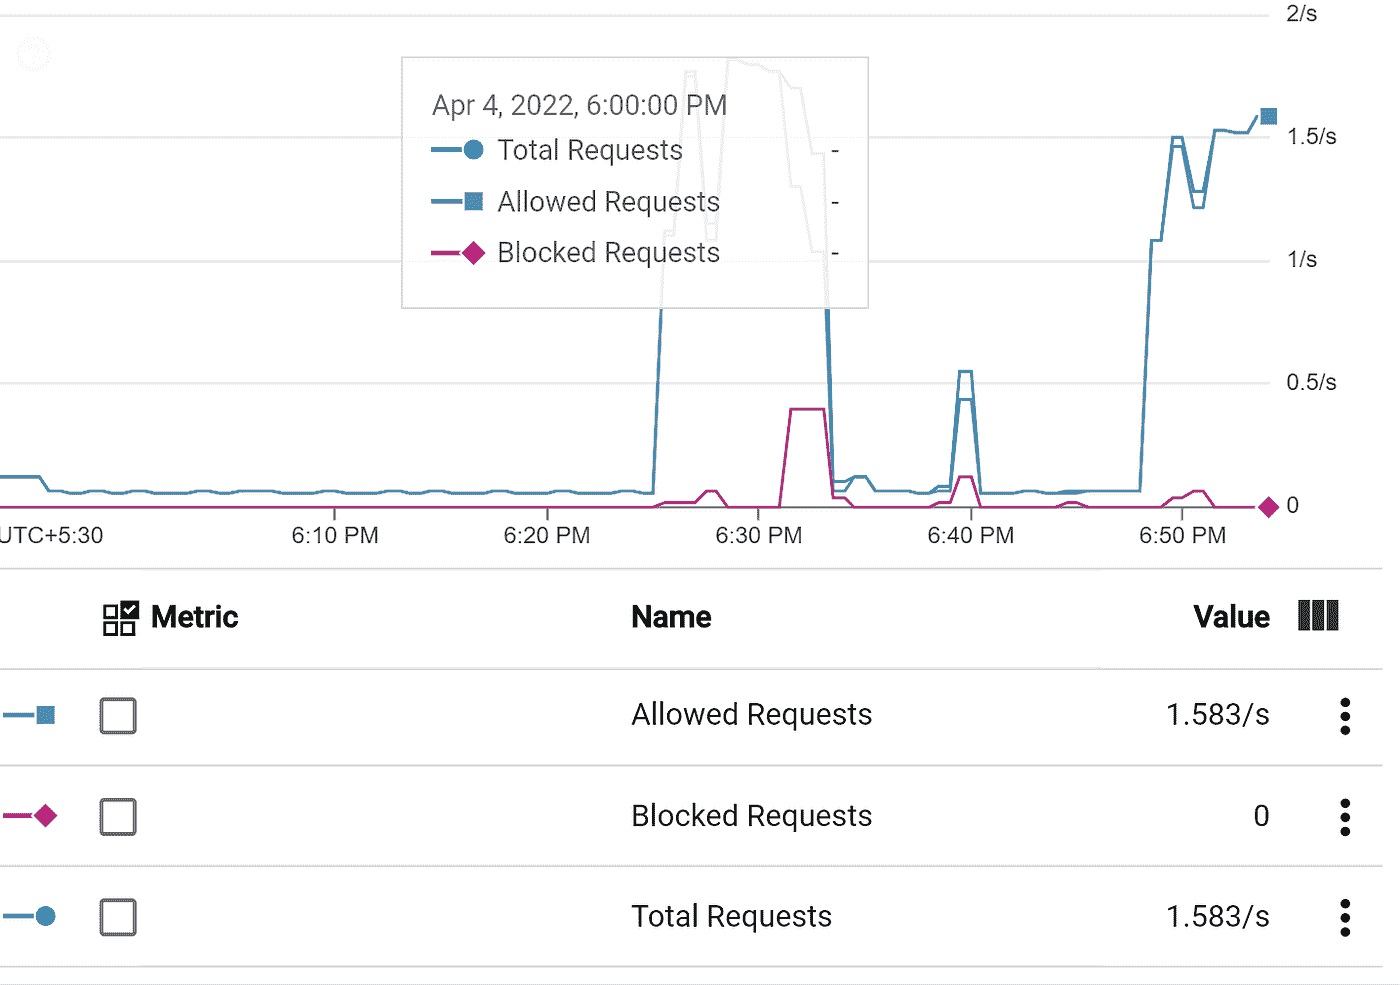 2/s
Apr 4, 2022, 6:00:00 PM
Total Requests -
1.5/s
Allowed Requests -
Blocked Requests -
1/s
0.5/s
0
UTC+5:30 6:10 PM 6:20 PM 6:30 PM 6:40 PM 6:50 PM
Metric Name Value
Allowed Requests 1.583/s
Blocked Requests 0
Total Requests 1.583/s